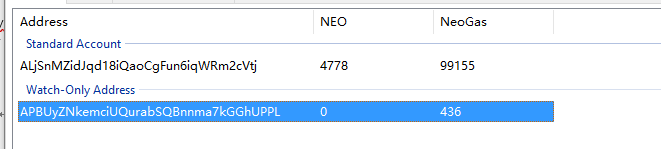 Address NEO NeoGas
Standard Account
ALjSnMZidJqd18iQaoCgFun6iqWRm2cVtj 4778 99155
Watch-Only Address
APBUyZNkemciUQurabSQBnnma7kGGhUPPL 0 436